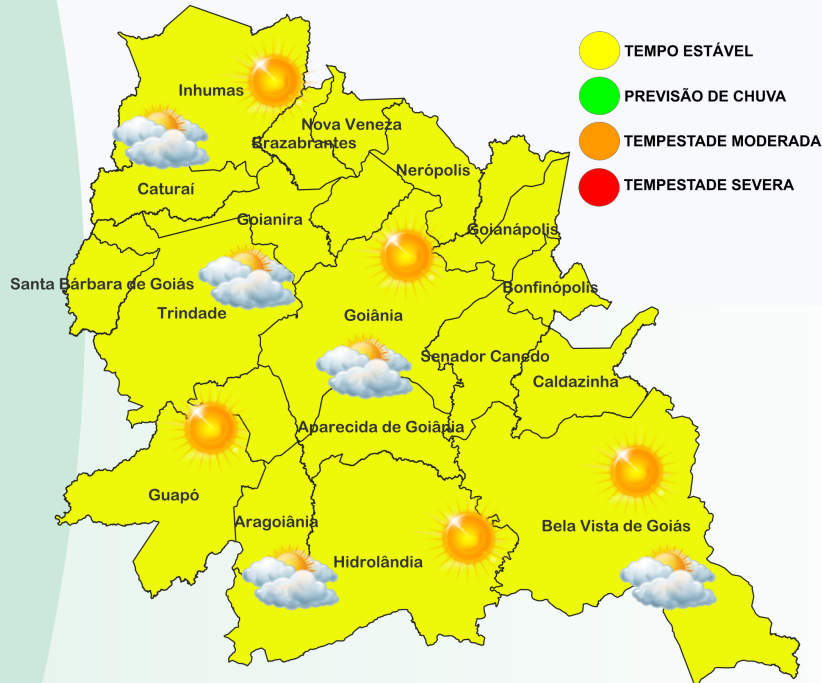 TEMPO ESTÁVEL
PREVISÃO DE CHUVA
TEMPESTADE MODERADA
TEMPESTADE SEVERA
Inhumas
Nova Veneza
Brazabrantes
Nerópolis
Caturaí
Goianira
Goianápolis
Santa Bárbara de Goiás
Bonfinópolis
Trindade
Goiânia
Senador Canedo
Caldazinha
Aparecida de Goiânia
Guapó
Aragoiânia
Bela Vista de Goiás
Hidrolândia